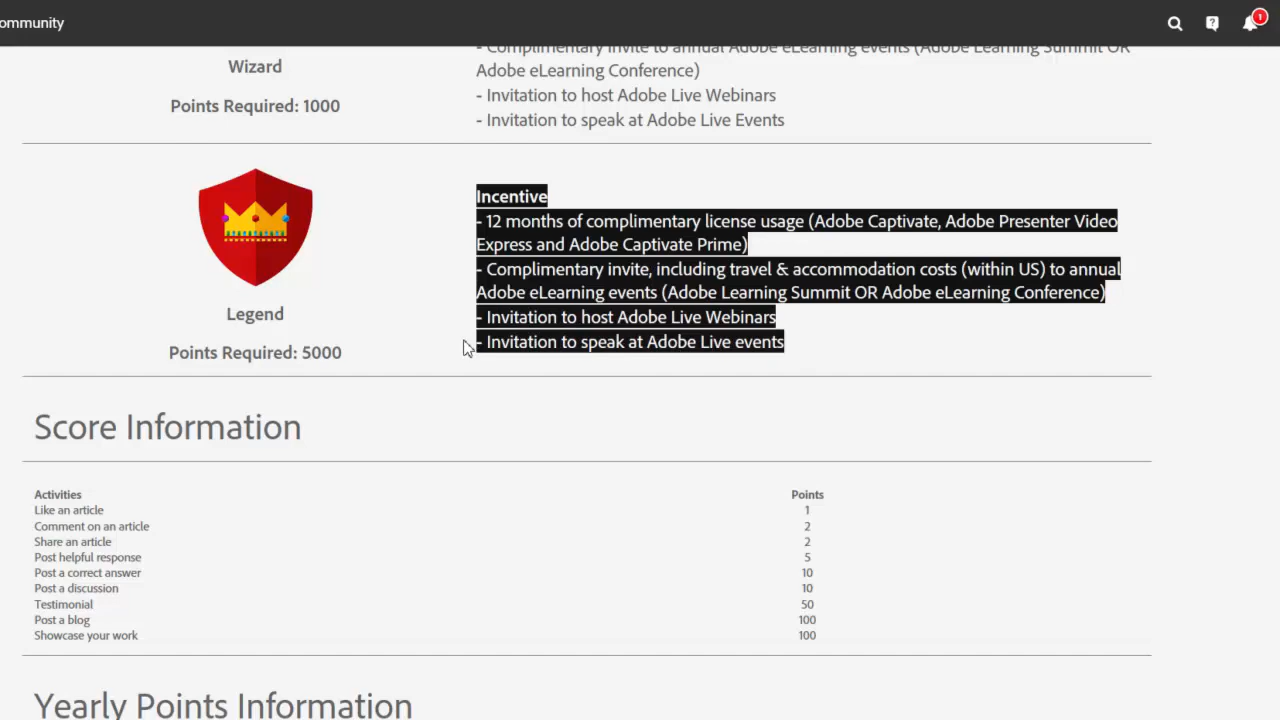 ommunity
1
- Complimentary invite to annual Adobe eLearning events (Adobe Learning Summit OR
Adobe eLearning Conference)
- Invitation to host Adobe Live Webinars
- Invitation to speak at Adobe Live Events
Wizard
Points Required: 1000
Incentive
- 12 months of complimentary license usage (Adobe Captivate, Adobe Presenter Video
Express and Adobe Captivate Prime)
- Complimentary invite, including travel & accommodation costs (within US) to annual
Adobe eLearning events (Adobe Learning Summit OR Adobe eLearning Conference)
- Invitation to host Adobe Live Webinars
- Invitation to speak at Adobe Live events
Legend
Points Required: 5000
Score Information
Activities Points
Like an article 1
Comment on an article 2
Share an article 2
Post helpful response 5
Post a correct answer 10
Post a discussion 10
Testimonial 50
Post a blog 100
Showcase your work 100
Yearly Points Information